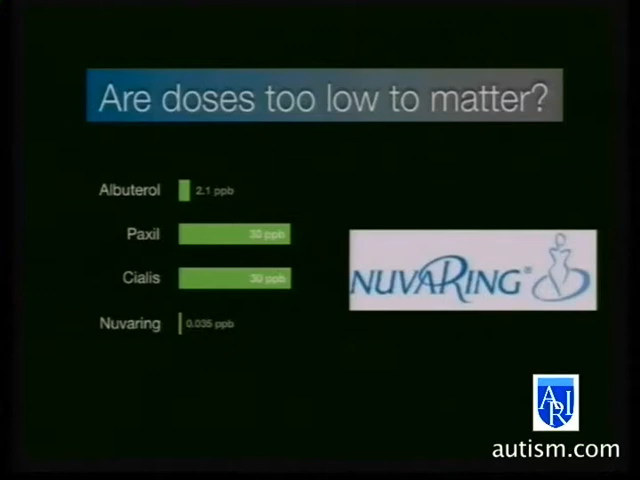 Are doses too low to matter?
Albuterol 2.1 ppb
Paxil 30 ppb
Cialis 30 ppb
Nuvaring 0.035 ppb
NUVARING®
ARI
autism.com